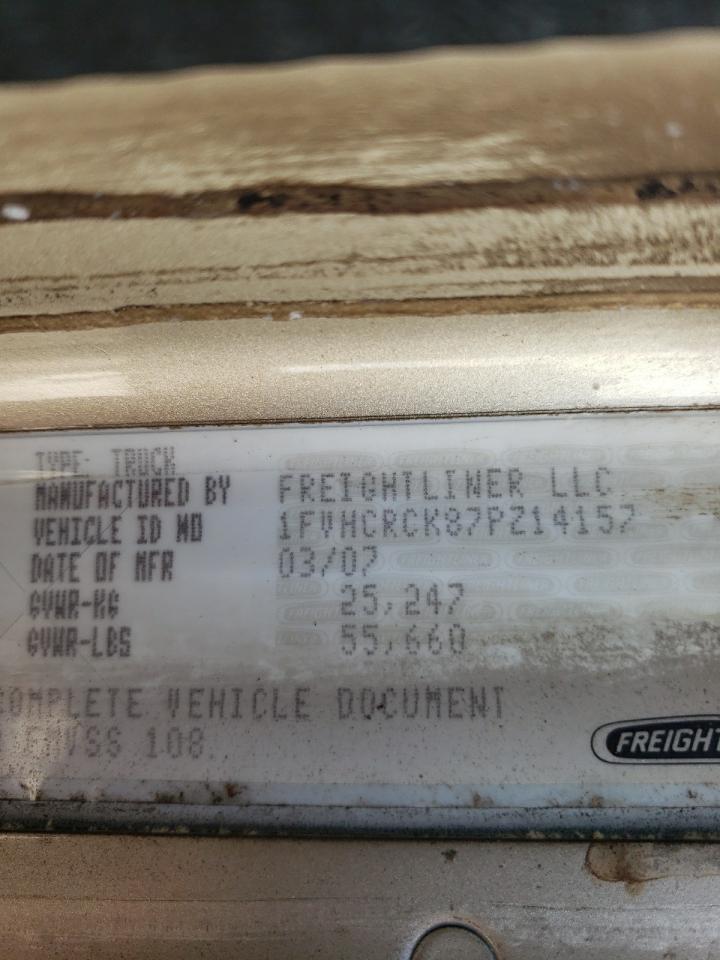 TYPE: TRUCK
MANUFACTURED BY FREIGHTLINER LLC
VEHICLE ID NO 1FVHCRCK87PZ14157
DATE OF MFR 03/07
GVWR-KG 25,247
GVWR-LBS 55,660
COMPLETE VEHICLE DOCUMENT
FMVSS 108.
FREIGHT